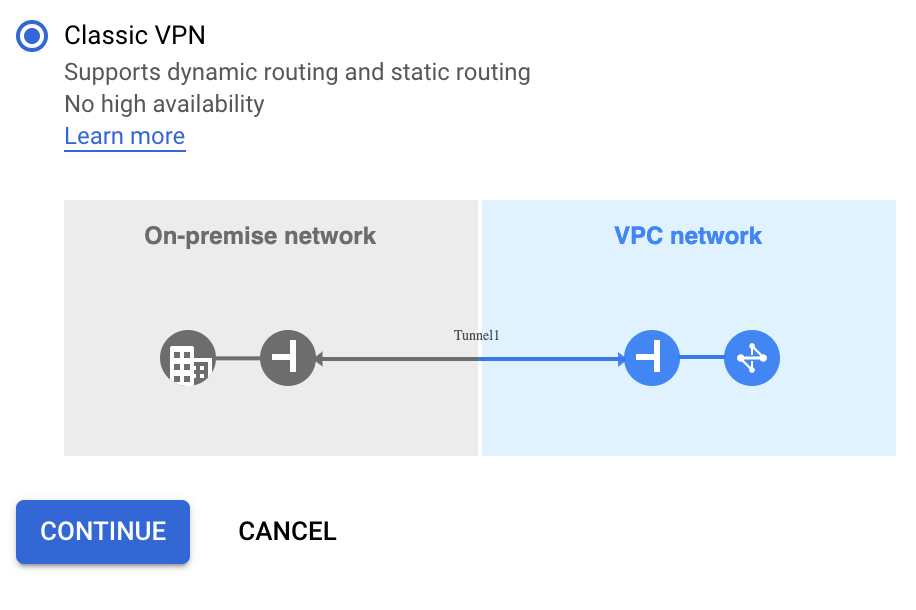 Classic VPN
Supports dynamic routing and static routing
No high availability
Learn more
On-premise network
VPC network
Tunnel1
CONTINUE
CANCEL